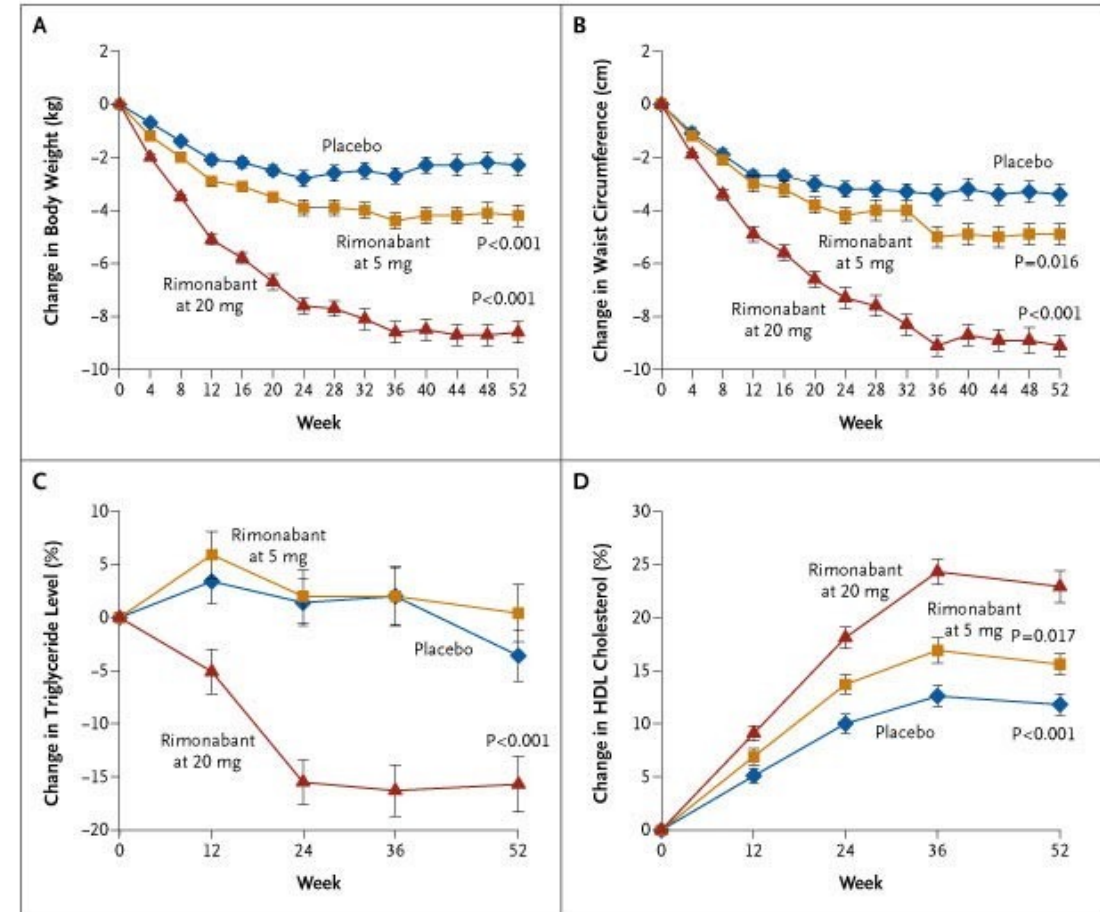 A
Change in Body Weight (kg)
2
0
−2
−4
−6
−8
−10
Placebo
Rimonabant
at 5 mg
P<0.001
Rimonabant
at 20 mg
P<0.001
0 4 8 12 16 20 24 28 32 36 40 44 48 52
Week
B
Change in Waist Circumference (cm)
2
0
−2
−4
−6
−8
−10
Placebo
Rimonabant
at 5 mg
P=0.016
Rimonabant
at 20 mg
P<0.001
0 4 8 12 16 20 24 28 32 36 40 44 48 52
Week
C
Change in Triglyceride Level (%)
10
5
0
−5
−10
−15
−20
Rimonabant
at 5 mg
Placebo
Rimonabant
at 20 mg
P<0.001
0 12 24 36 52
Week
D
Change in HDL Cholesterol (%)
30
25
20
15
10
5
0
Rimonabant
at 20 mg
Rimonabant
at 5 mg P=0.017
Placebo
P<0.001
0 12 24 36 52
Week